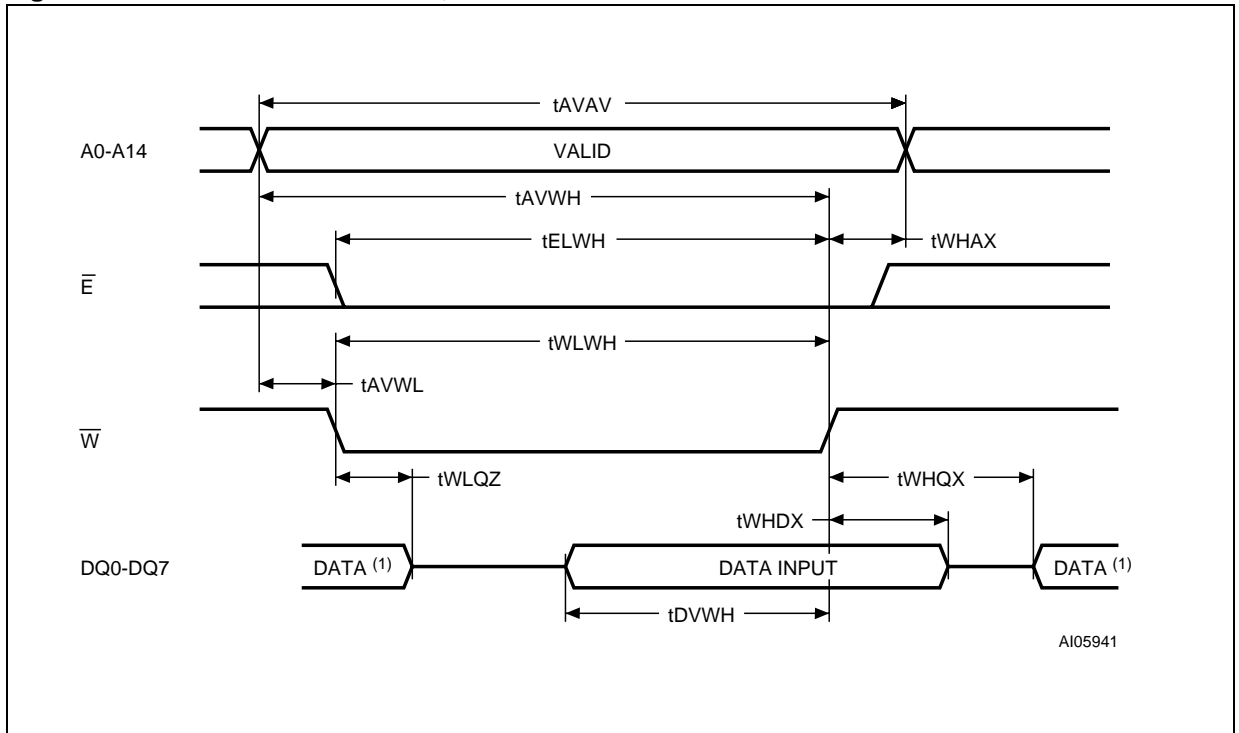 tAVAV
A0-A14
VALID
tAVWH
tELWH
tWHAX
E̅
tWLWH
tAVWL
W̅
tWLQZ
tWHQX
tWHDX
DQ0-DQ7
DATA (1)
DATA INPUT
DATA (1)
tDVWH
AI05941